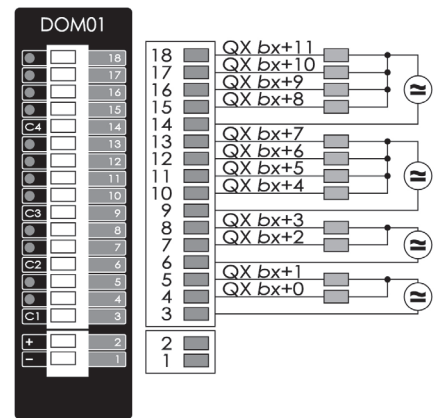 DOM01
18
17
16
15
C4 14
13
12
11
10
C3 9
8
7
C2 6
5
4
C1 3
+ 2
− 1
18 QX bx+11
17 QX bx+10
16 QX bx+9
15 QX bx+8
14
13 QX bx+7
12 QX bx+6
11 QX bx+5
10 QX bx+4
9
8 QX bx+3
7 QX bx+2
6
5 QX bx+1
4 QX bx+0
3
2
1